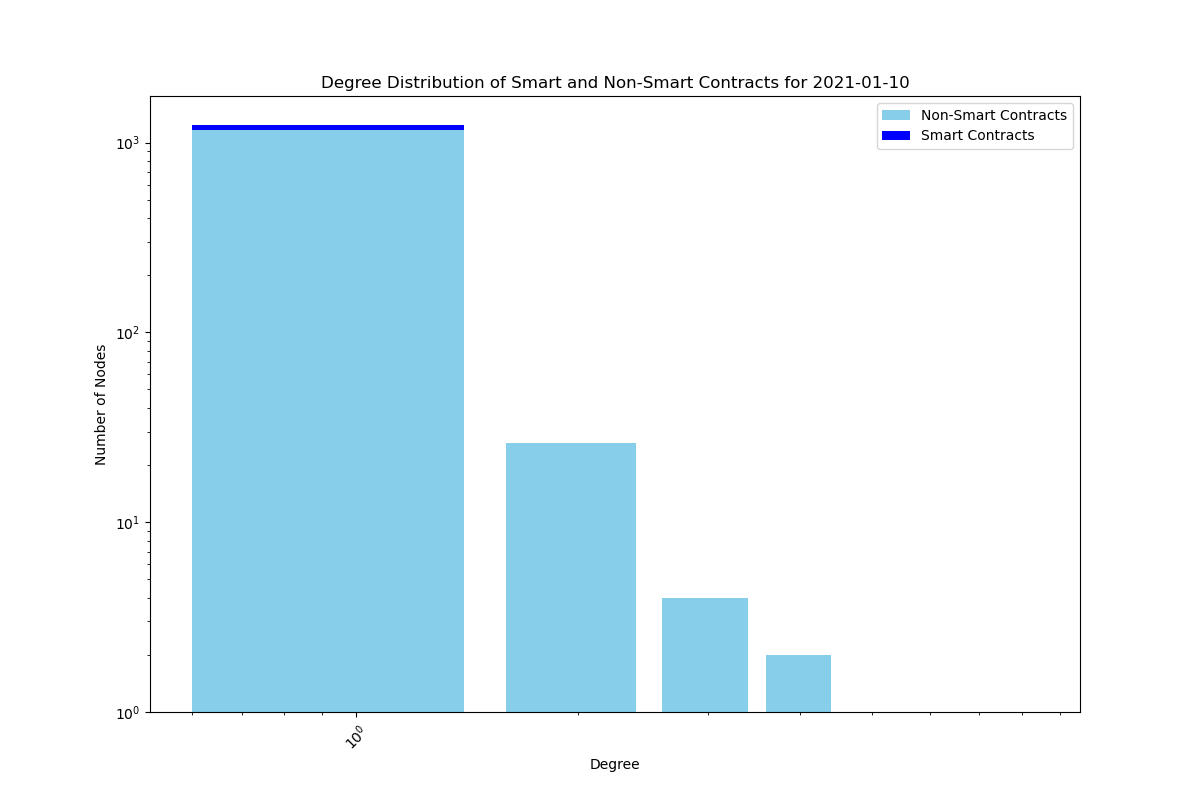 Degree Distribution of Smart and Non-Smart Contracts for 2021-01-10
Non-Smart Contracts
Smart Contracts
10³
10²
10¹
10⁰
Number of Nodes
10⁰
Degree